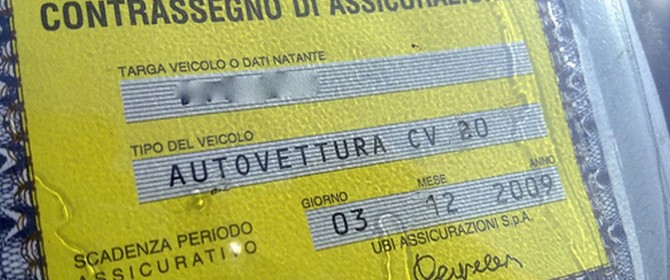 CONTRASSEGNO DI ASSICURAZION
TARGA VEICOLO O DATI NATANTE
TIPO DEL VEICOLO
AUTOVETTURA CV 20
GIORNO MESE ANNO
SCADENZA PERIODO 03 12 2009
ASSICURATIVO UBI ASSICURAZIONI S.p.A.